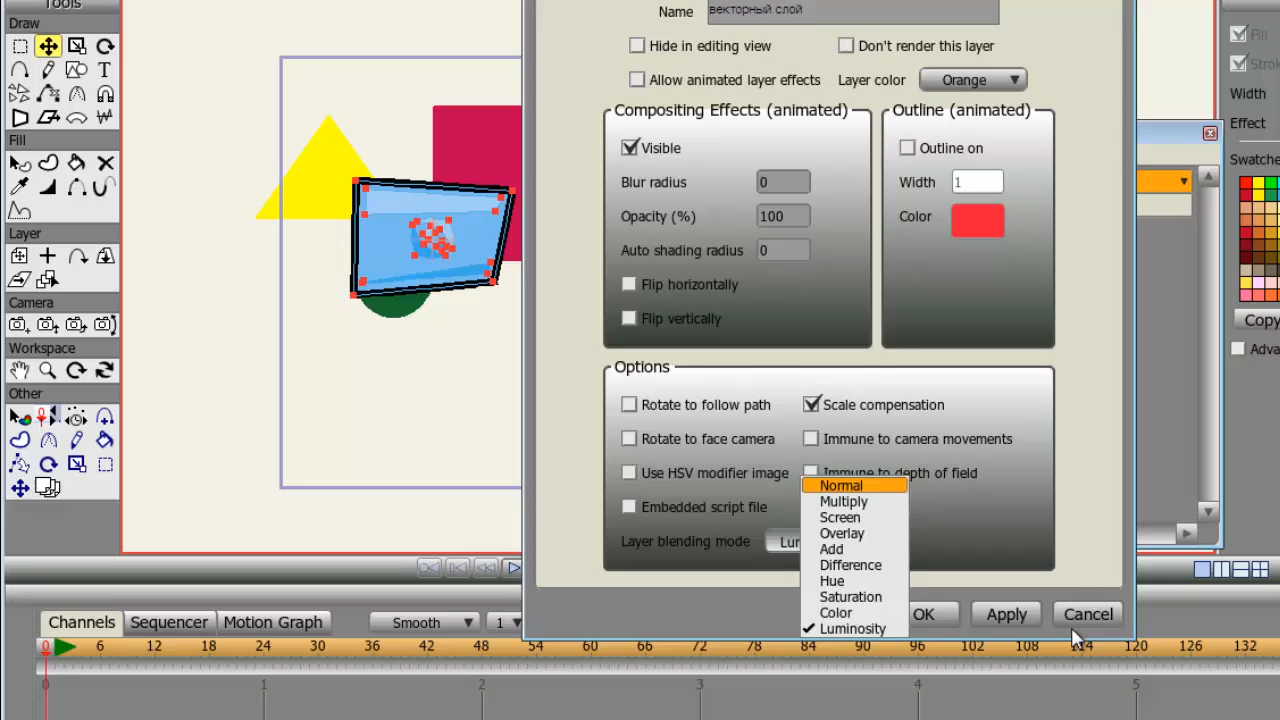 Tools
Draw
T
Fill
Layer
Camera
Workspace
Other
Name
векторный слой
Hide in editing view
Don't render this layer
Allow animated layer effects
Layer color
Orange
Compositing Effects (animated)
Visible
Blur radius
0
Opacity (%)
100
Auto shading radius
0
Flip horizontally
Flip vertically
Outline (animated)
Outline on
Width
1
Color
Options
Rotate to follow path
Scale compensation
Rotate to face camera
Immune to camera movements
Use HSV modifier image
Immune to depth of field
Embedded script file
Layer blending mode
Lum
Normal
Multiply
Screen
Overlay
Add
Difference
Hue
Saturation
Color
Luminosity
OK
Apply
Cancel
Fill
Width
Effect
Swatche
Copy
Adva
Channels
Sequencer
Motion Graph
Smooth
1
0 6 12 18 24 30 36 42 48 54 60 66 72 78 84 90 96 102 108 114 120 126 132
0 1 2 3 4 5